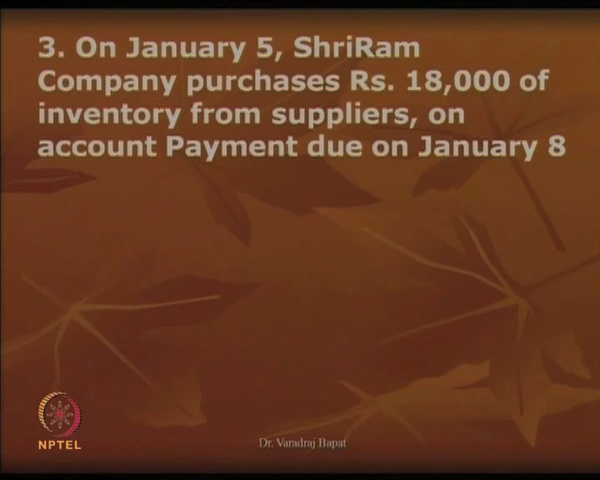 3. On January 5, ShriRam
Company purchases Rs. 18,000 of
inventory from suppliers, on
account Payment due on January 8
NPTEL
Dr. Varadraj Bapat